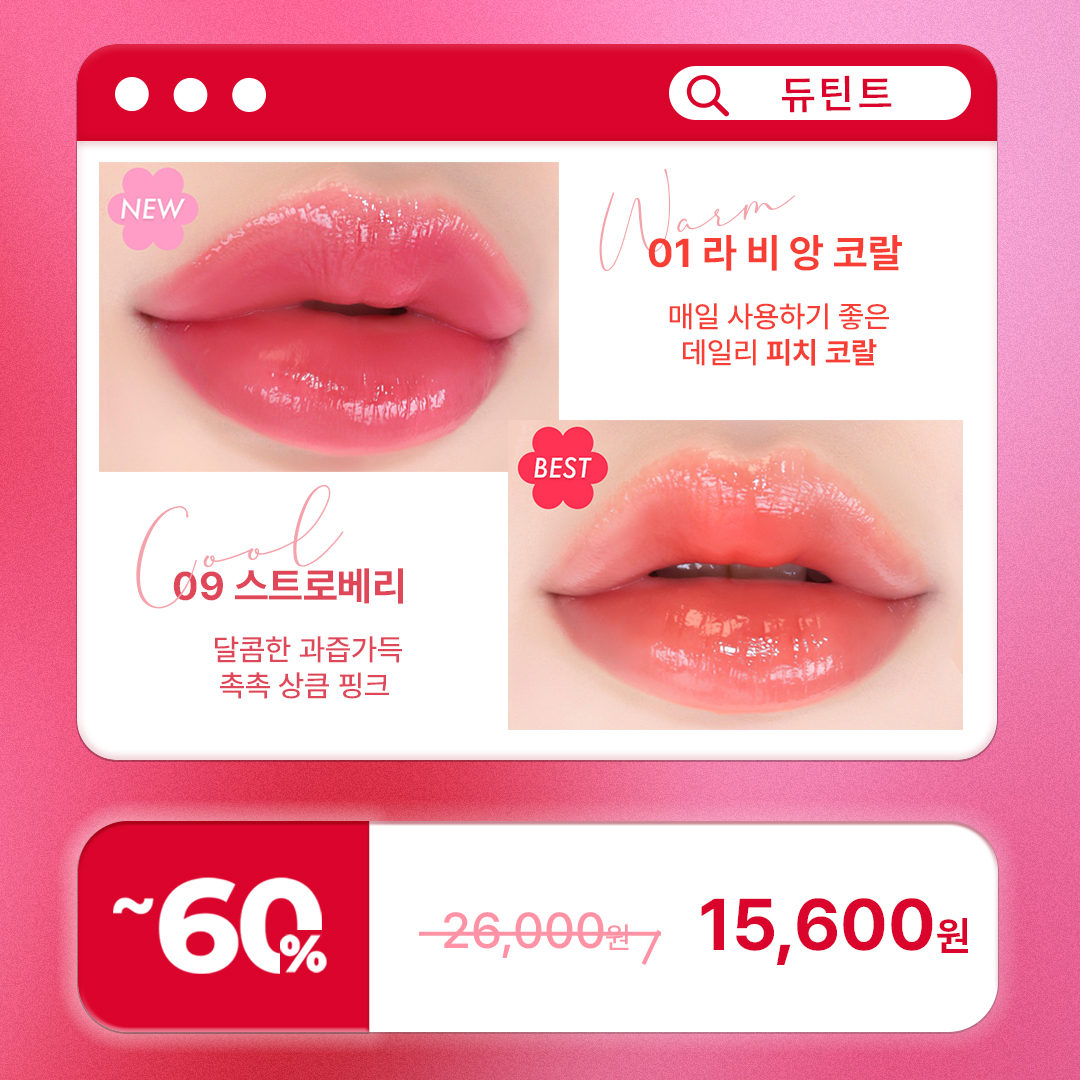 듀틴트
NEW
Warm
01 라 비 앙 코랄
매일 사용하기 좋은
데일리 피치 코랄
BEST
Cool
09 스트로베리
달콤한 과즙가득
촉촉 상큼 핑크
~60%
26,000원
15,600원